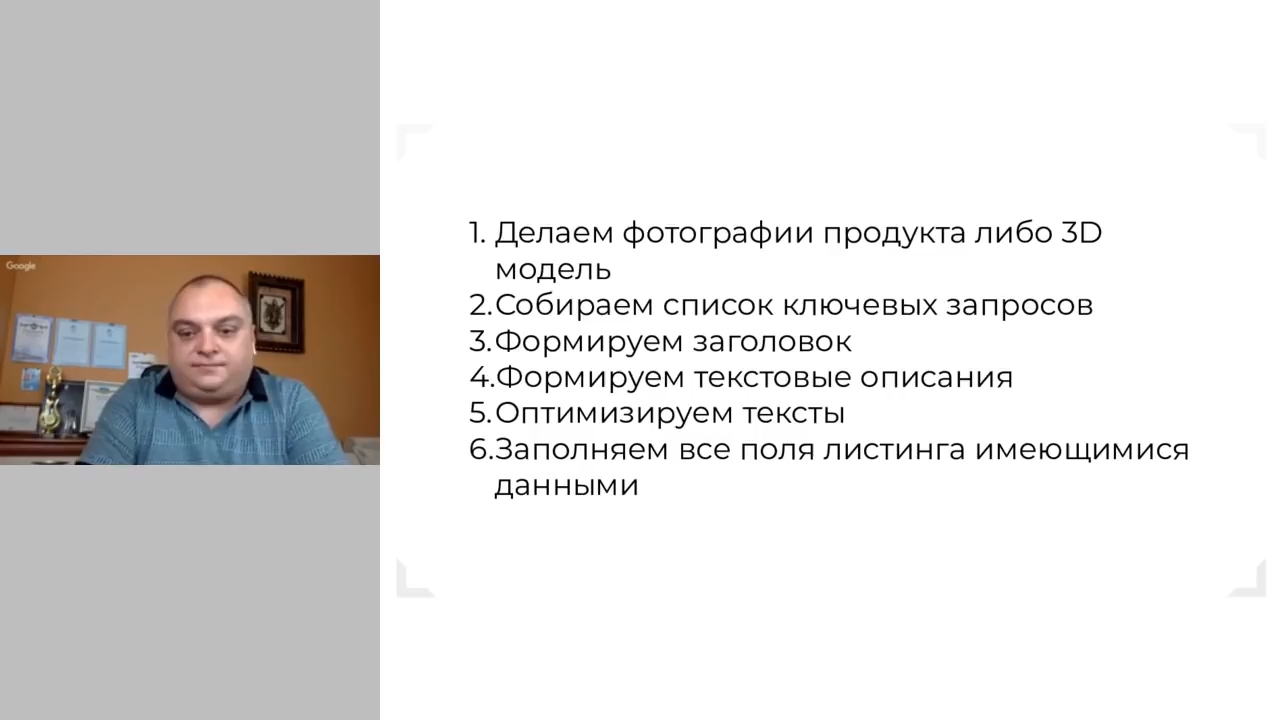 Google
1. Делаем фотографии продукта либо 3D
модель
2.Собираем список ключевых запросов
3.Формируем заголовок
4.Формируем текстовые описания
5.Оптимизируем тексты
6.Заполняем все поля листинга имеющимися
данными